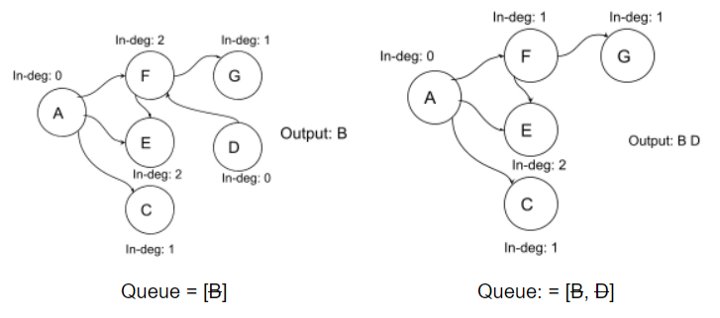 In-deg: 2
In-deg: 1
In-deg: 0
F
G
A
E
D
Output: B
In-deg: 2
In-deg: 0
C
In-deg: 1
Queue = [B]
In-deg: 1
In-deg: 1
In-deg: 0
F
G
A
E
Output: B D
In-deg: 2
C
In-deg: 1
Queue: = [B, D]